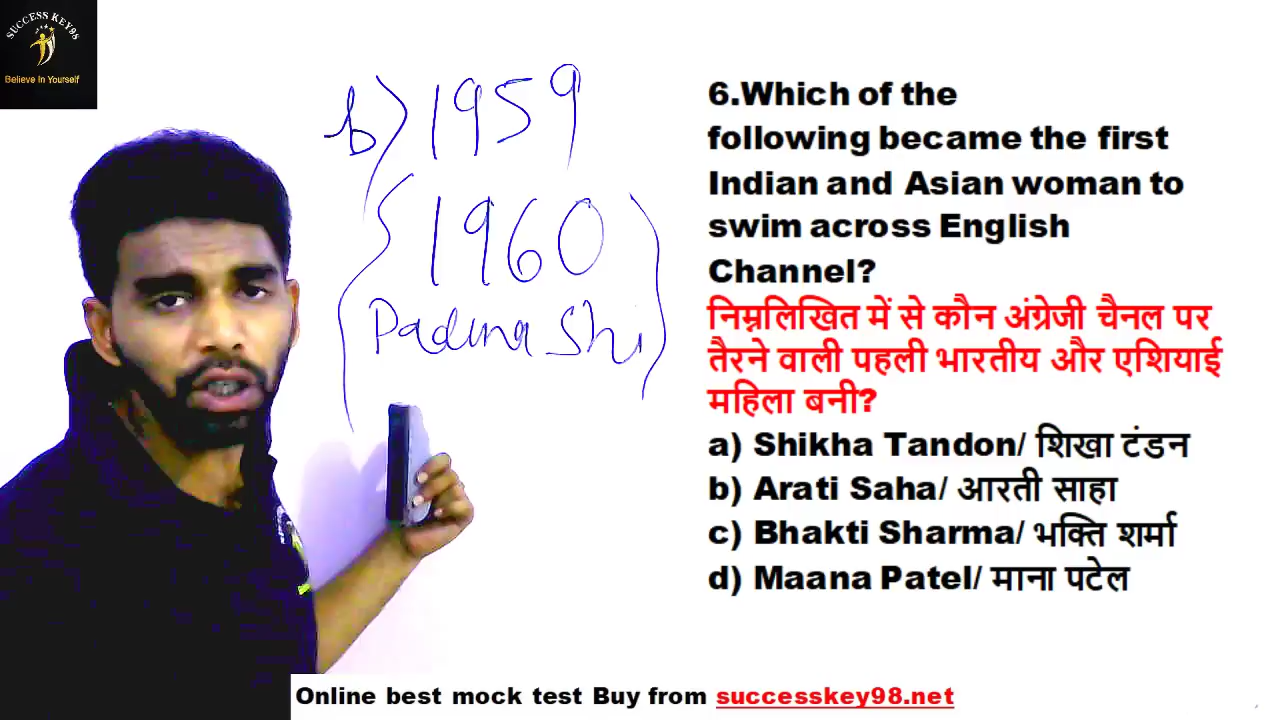 SUCCESS KEY98
Believe In Yourself
b) 1959
1960
Padma Shri
6.Which of the
following became the first
Indian and Asian woman to
swim across English
Channel?
निम्नलिखित में से कौन अंग्रेजी चैनल पर
तैरने वाली पहली भारतीय और एशियाई
महिला बनी?
a) Shikha Tandon/ शिखा टंडन
b) Arati Saha/ आरती साहा
c) Bhakti Sharma/ भक्ति शर्मा
d) Maana Patel/ माना पटेल
Online best mock test Buy from successkey98.net